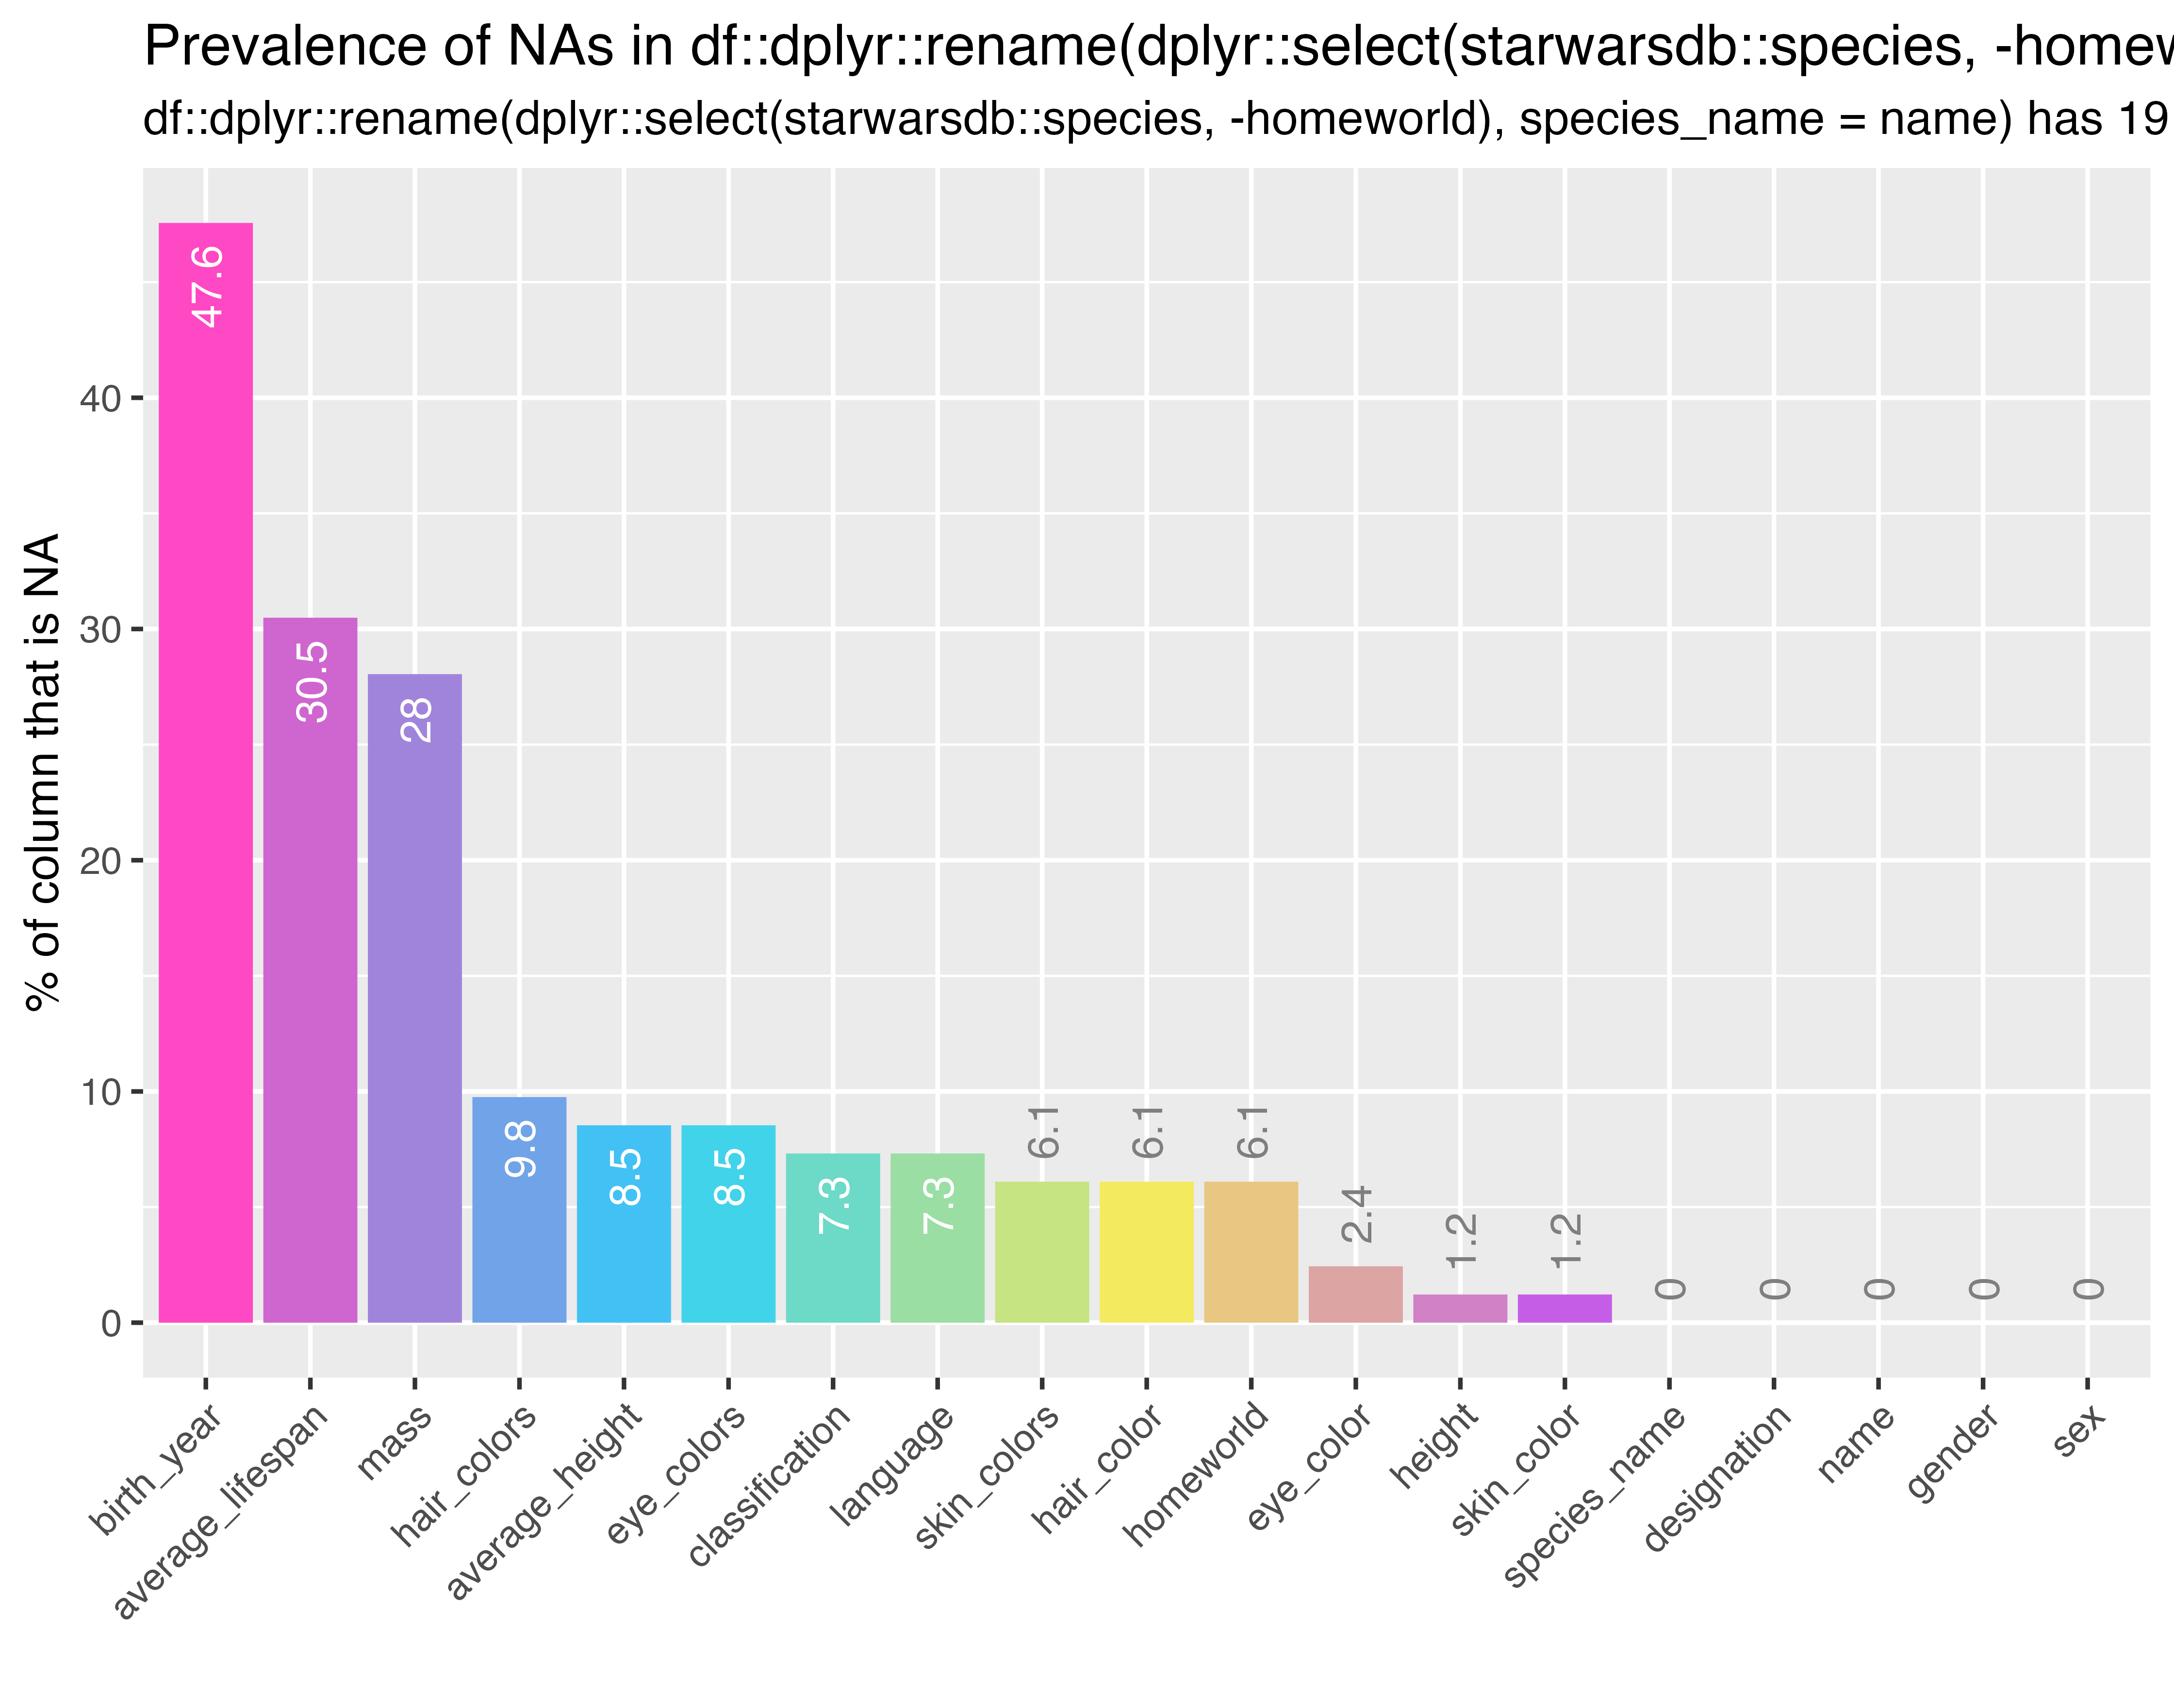 Prevalence of NAs in df::dplyr::rename(dplyr::select(starwarsdb::species, -homew
df::dplyr::rename(dplyr::select(starwarsdb::species, -homeworld), species_name = name) has 19
% of column that is NA
40
30
20
10
0
47.6
30.5
28
9.8
8.5
8.5
7.3
7.3
6.1
6.1
6.1
2.4
1.2
1.2
0
0
0
0
0
birth_year
average_lifespan
mass
hair_colors
average_height
eye_colors
classification
language
skin_colors
hair_color
homeworld
eye_color
height
skin_color
species_name
designation
name
gender
sex